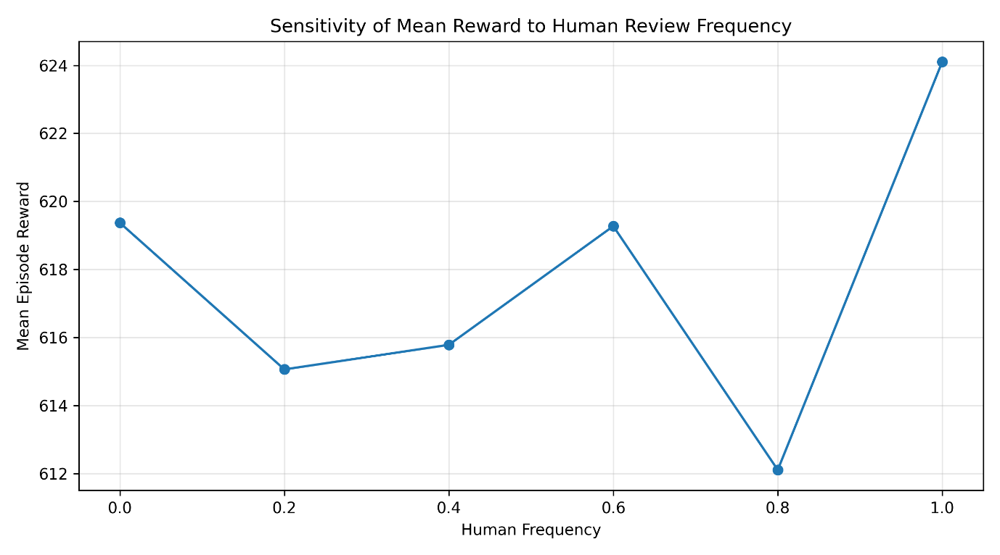 Sensitivity of Mean Reward to Human Review Frequency
Mean Episode Reward
624
622
620
618
616
614
612
0.0 0.2 0.4 0.6 0.8 1.0
Human Frequency